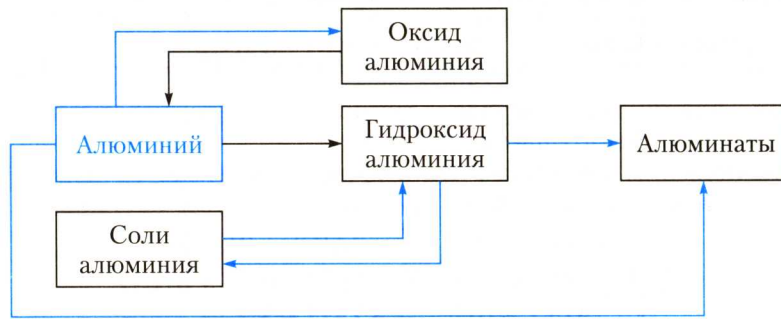 Оксид
алюминия
Алюминий
Гидроксид
алюминия
Алюминаты
Соли
алюминия